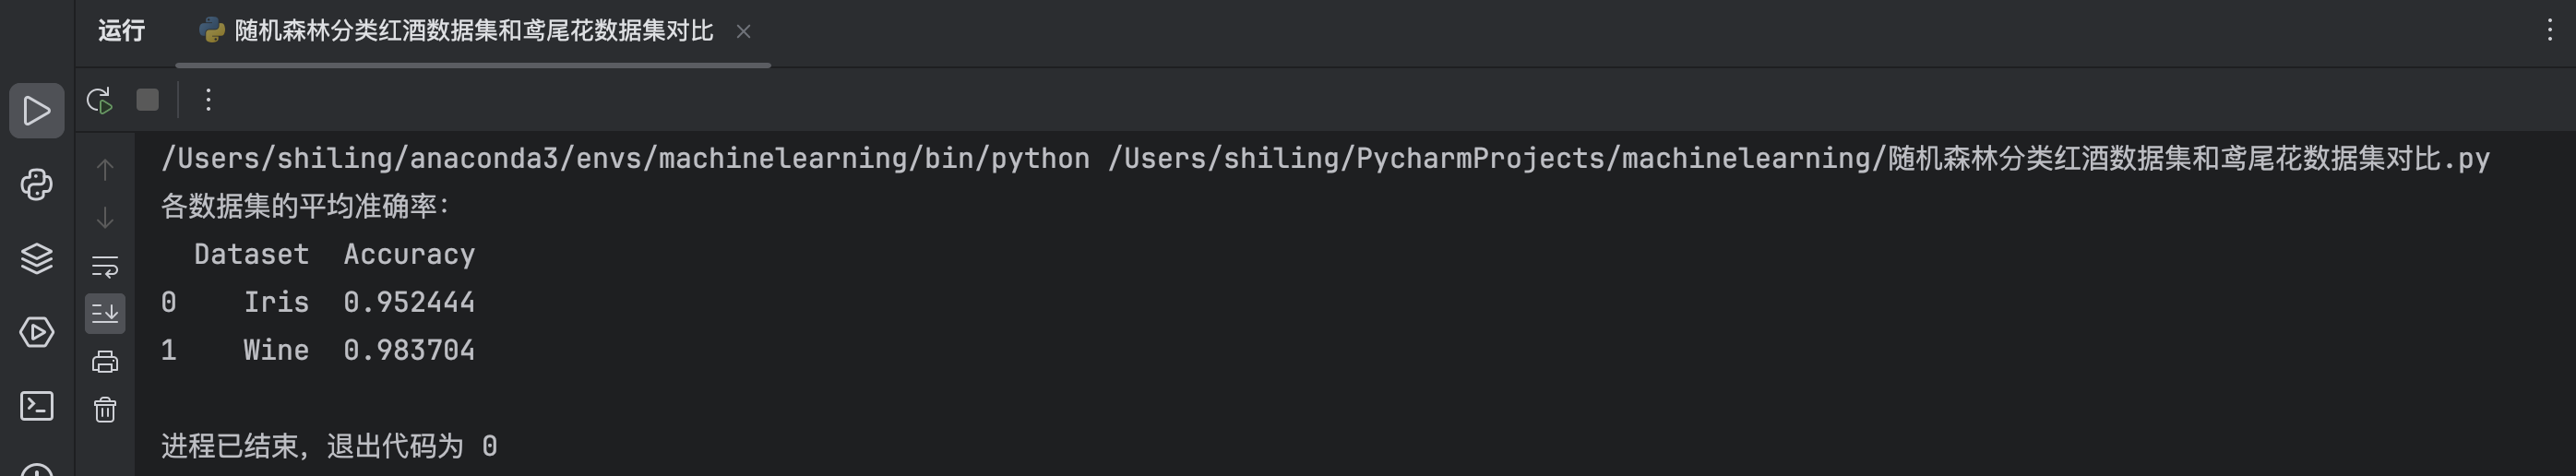 运行 随机森林分类红酒数据集和鸢尾花数据集对比
/Users/shiling/anaconda3/envs/machinelearning/bin/python /Users/shiling/PycharmProjects/machinelearning/随机森林分类红酒数据集和鸢尾花数据集对比.py
各数据集的平均准确率：
Dataset Accuracy
0 Iris 0.952444
1 Wine 0.983704
进程已结束，退出代码为 0